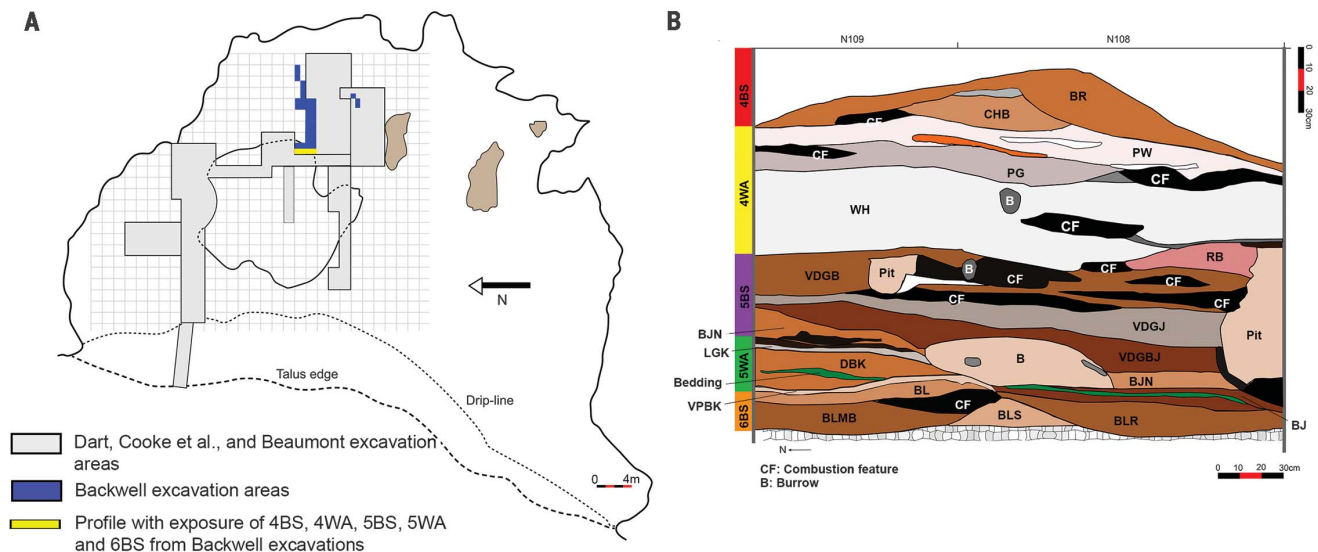 A
N
Talus edge
Drip-line
Dart, Cooke et al., and Beaumont excavation
areas
Backwell excavation areas
Profile with exposure of 4BS, 4WA, 5BS, 5WA
and 6BS from Backwell excavations
0 4m
B
N109 N108
0
10
20
30cm
4BS
4WA
5BS
5WA
6BS
BR
CHB
CF
PW
CF
PG
CF
B
WH
CF
RB
VDGB
Pit
B
CF
CF
CF
CF
CF
VDGJ
Pit
BJN
VDGBJ
LGK
B
DBK
BJN
Bedding
BL
VPBK
CF
BLMB
BLS
BLR
BJ
N
CF: Combustion feature
B: Burrow
0 10 20 30cm